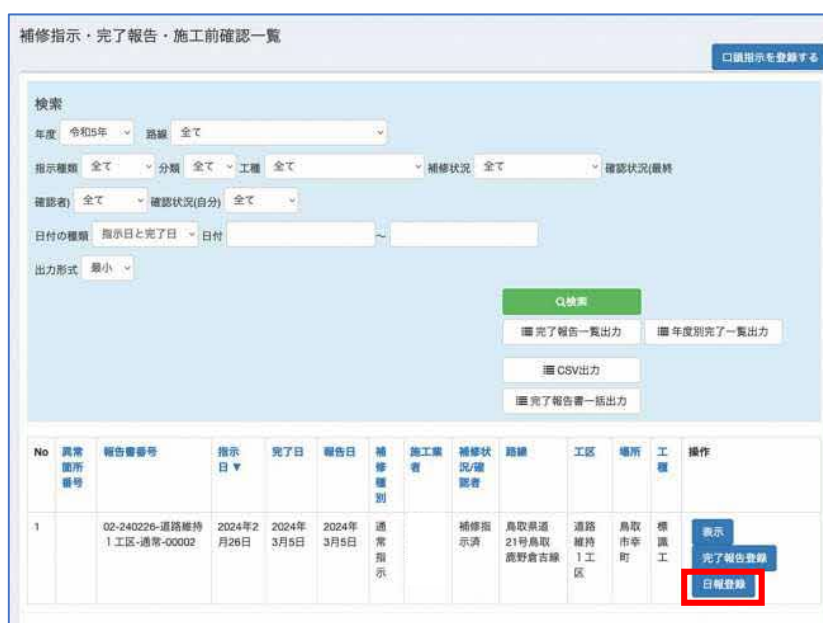 補修指示・完了報告・施工前確認一覧
口頭指示を登録する
検索
年度 令和5年 路線 全て
指示種類 全て 分類 全て 工種 全て 補修状況 全て 確認状況(最終
確認者) 全て 確認状況(自分) 全て
日付の種類 指示日と完了日 日付 ~
出力形式 最小
検索
完了報告一覧出力 年度別完了一覧出力
CSV出力
完了報告書一括出力
No 異常箇所番号 報告書番号 指示日▼ 完了日 報告日 補修種別 施工業者 補修状況/確認者 路線 工区 場所 工種 操作
1 02-240226-道路維持1工区-通常-00002 2024年2月26日 2024年3月5日 2024年3月5日 通常指示 補修指示済 鳥取県道21号鳥取鹿野倉吉線 道路維持1工区 鳥取市幸町 標識工 表示
完了報告登録
日報登録